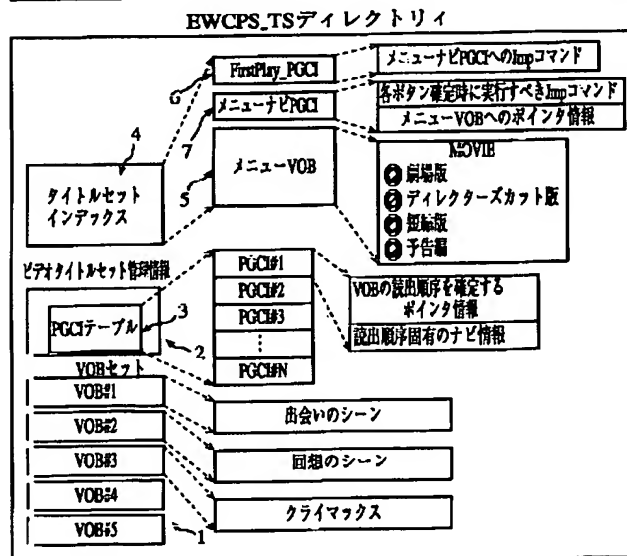 EWCPS_TSディレクトリィ
6
FirstPlay_PGCI
メニューナビPGCIへのJmpコマンド
7
メニューナビPGCI
各ボタン確定時に実行すべきJmpコマンド
メニューVOBへのポインタ情報
4
タイトルセット
インデックス
5
メニューVOB
MOVIE
劇場版
ディレクターズカット版
短縮版
予告編
ビデオタイトルセット管理情報
PGCIテーブル
3
2
PGCI#1
PGCI#2
PGCI#3
PGCI#N
VOBの読出順序を確定する
ポインタ情報
読出順序固有のナビ情報
VOBセット
VOB#1
VOB#2
VOB#3
VOB#4
VOB#5
1
出会いのシーン
回想のシーン
クライマックス